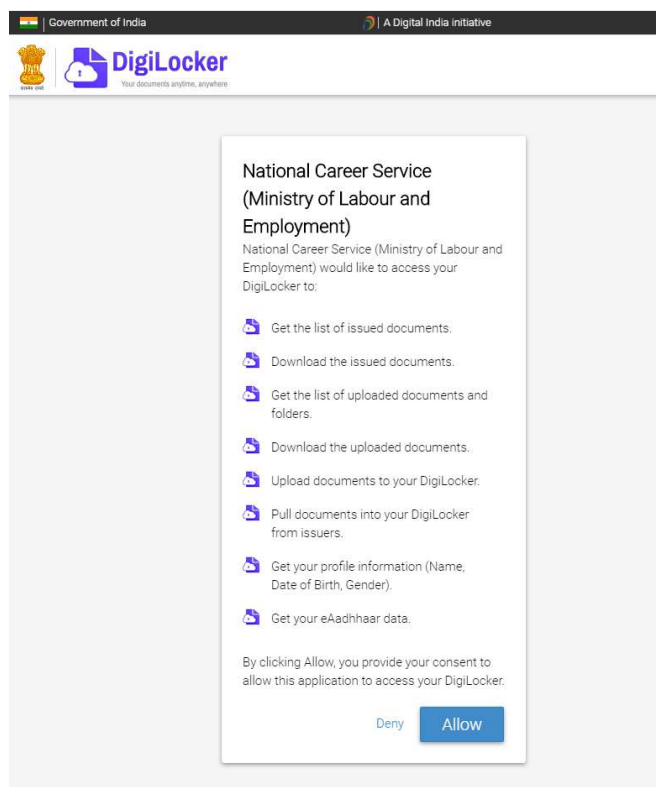 Government of India
A Digital India initiative
DigiLocker
Your documents anytime, anywhere
सत्यमेव जयते
National Career Service
(Ministry of Labour and
Employment)
National Career Service (Ministry of Labour and
Employment) would like to access your
DigiLocker to:
Get the list of issued documents.
Download the issued documents.
Get the list of uploaded documents and
folders.
Download the uploaded documents.
Upload documents to your DigiLocker.
Pull documents into your DigiLocker
from issuers.
Get your profile information (Name,
Date of Birth, Gender).
Get your eAadhhaar data.
By clicking Allow, you provide your consent to
allow this application to access your DigiLocker.
Deny
Allow